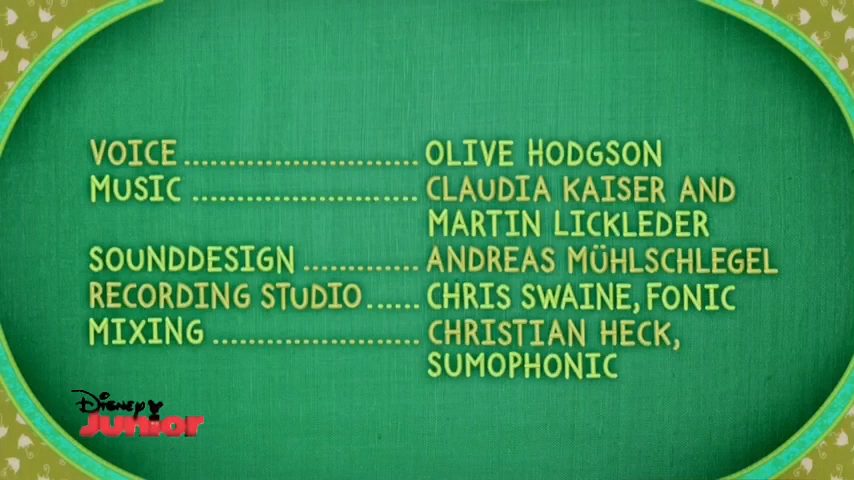 VOICE.......................... OLIVE HODGSON
MUSIC ......................... CLAUDIA KAISER AND
MARTIN LICKLEDER
SOUNDDESIGN ............. ANDREAS MÜHLSCHLEGEL
RECORDING STUDIO...... CHRIS SWAINE, FONIC
MIXING ....................... CHRISTIAN HECK,
SUMOPHONIC
Disney
Junior